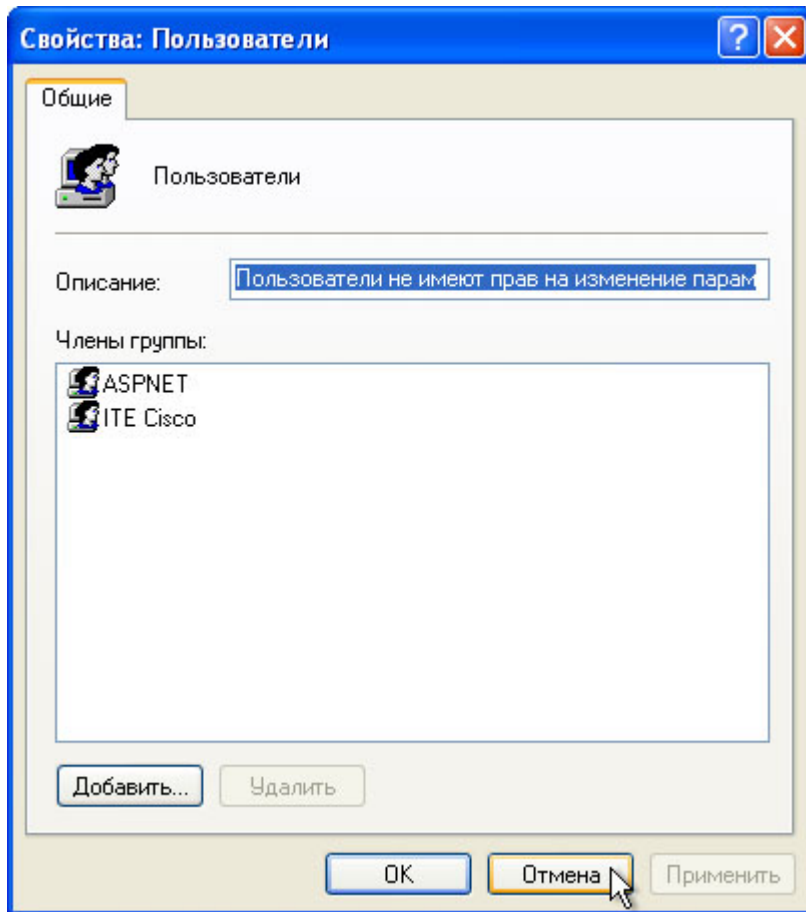 Свойства: Пользователи
Общие
Пользователи
Описание: Пользователи не имеют прав на изменение парам
Члены группы:
ASPNET
ITE Cisco
Добавить... Удалить
OK Отмена Применить